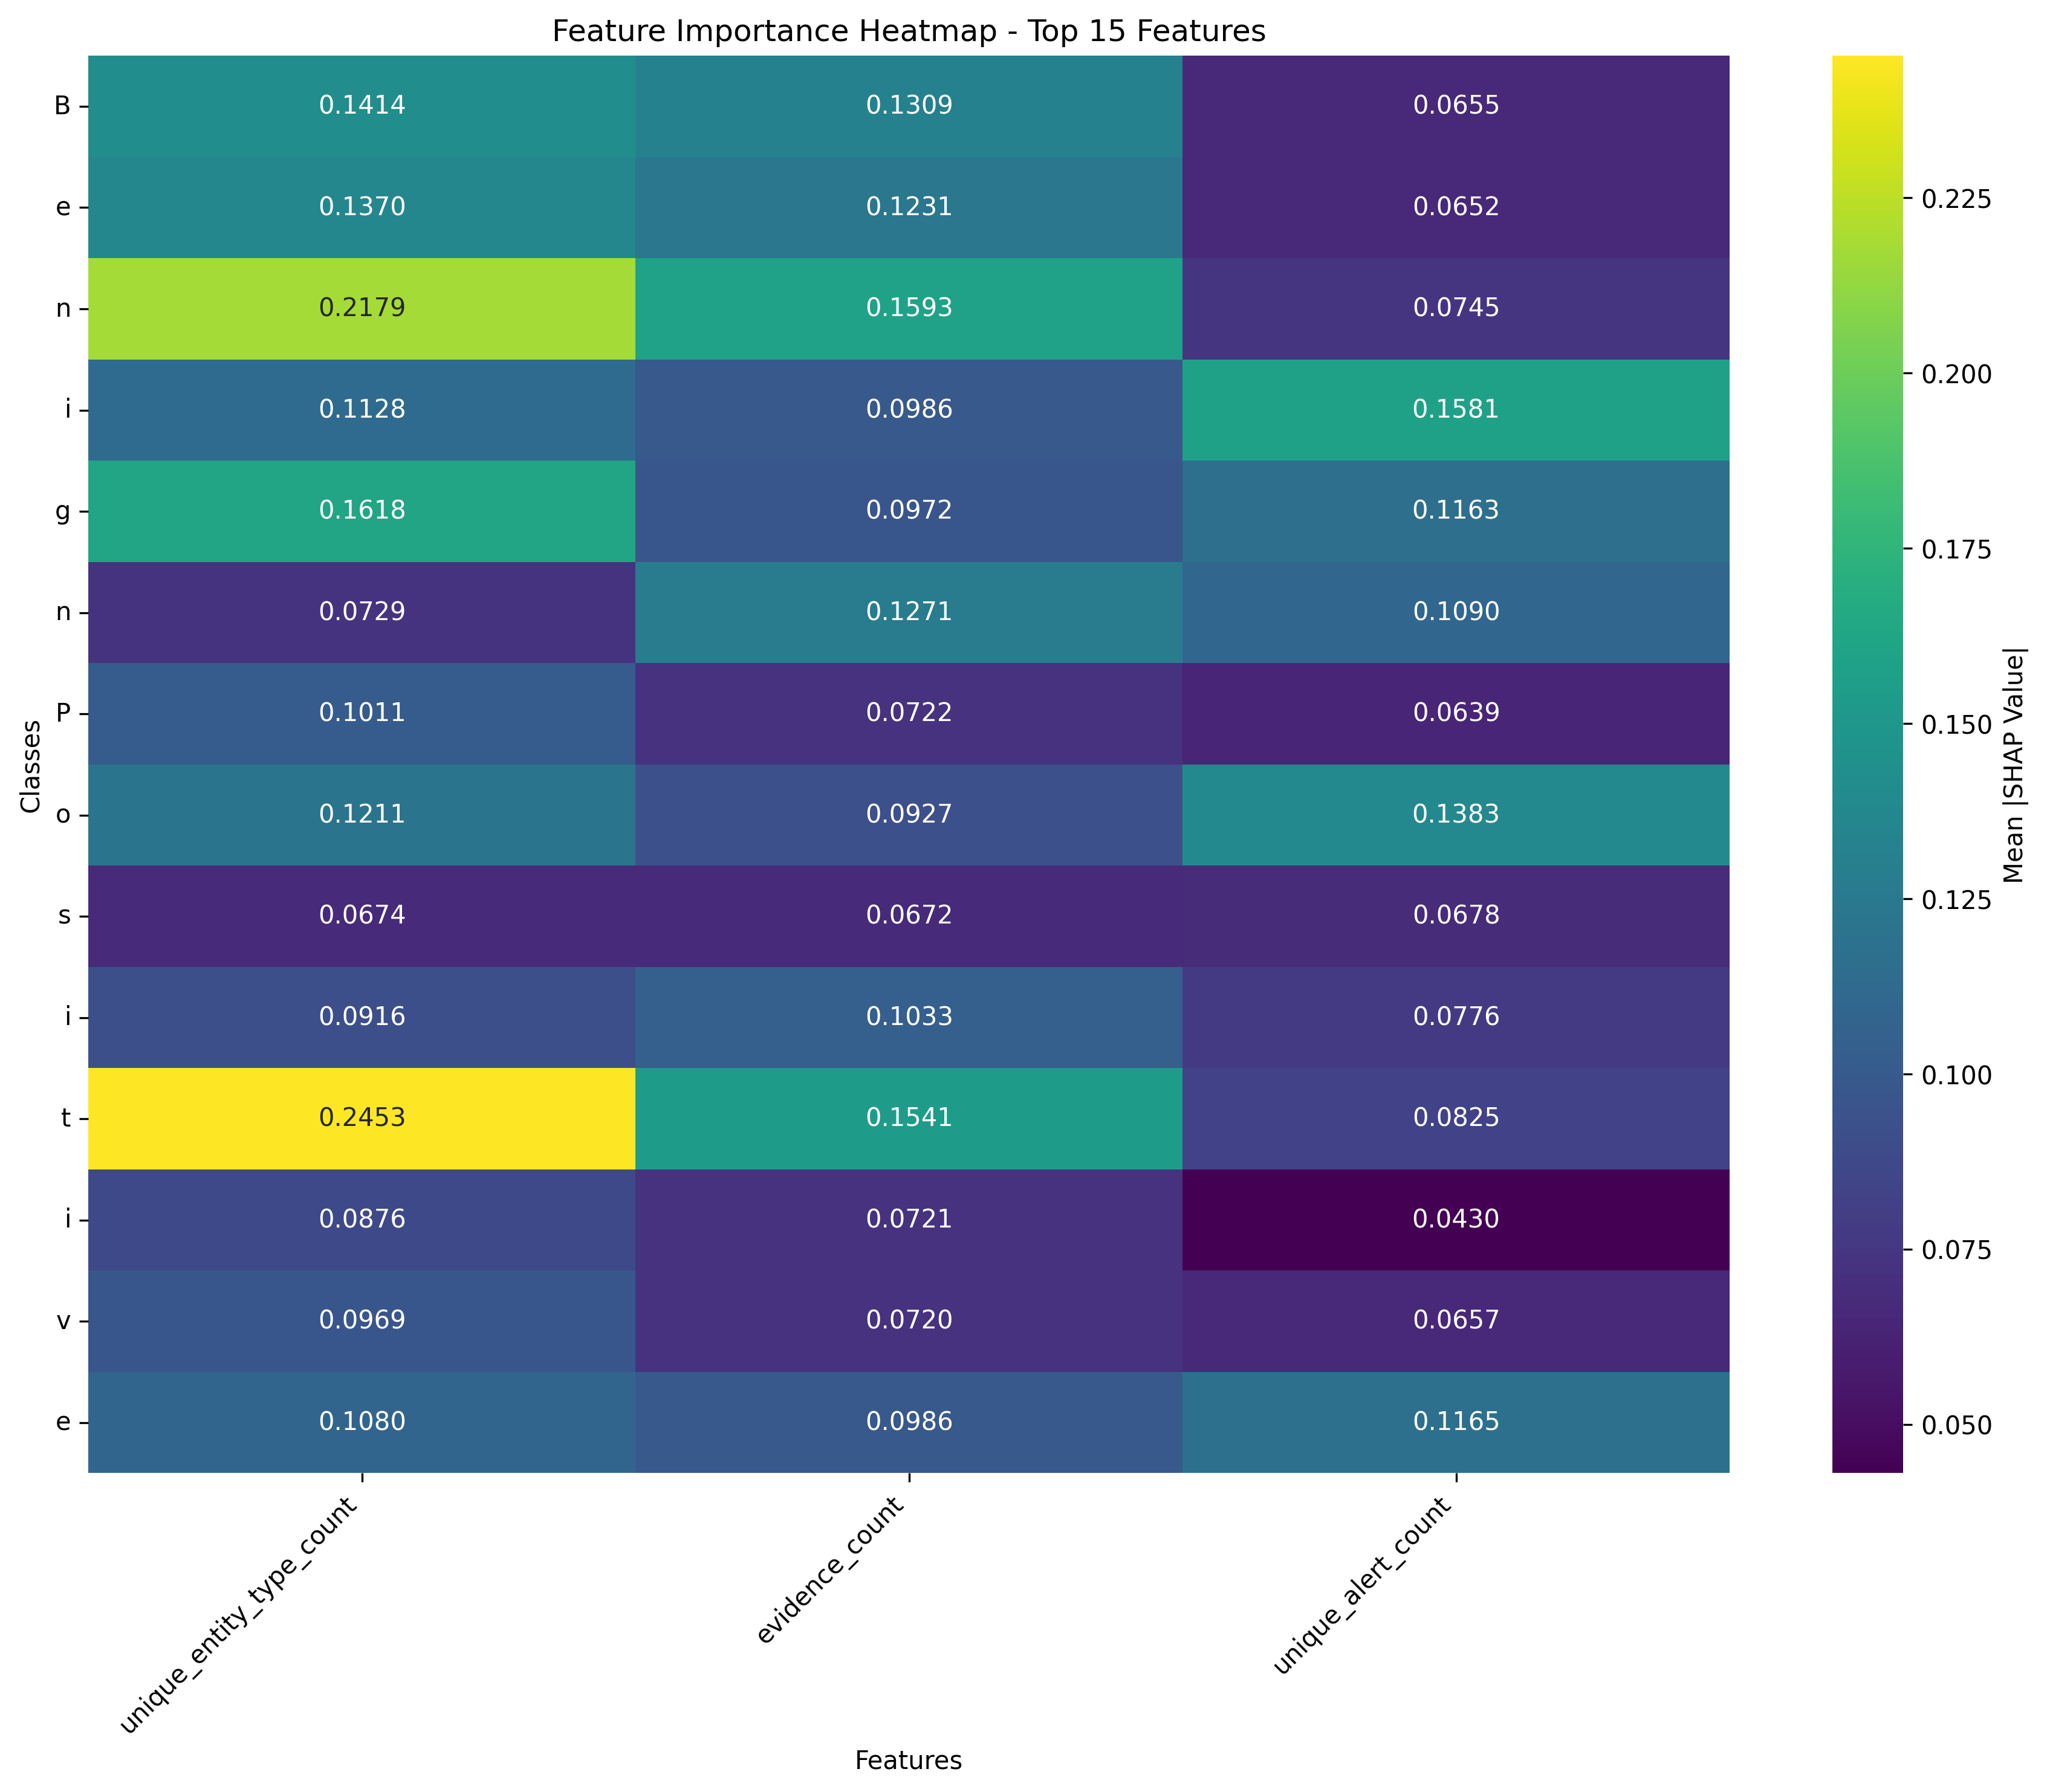 Feature Importance Heatmap - Top 15 Features
B 0.1414 0.1309 0.0655
e 0.1370 0.1231 0.0652
n 0.2179 0.1593 0.0745
i 0.1128 0.0986 0.1581
g 0.1618 0.0972 0.1163
n 0.0729 0.1271 0.1090
P 0.1011 0.0722 0.0639
o 0.1211 0.0927 0.1383
s 0.0674 0.0672 0.0678
i 0.0916 0.1033 0.0776
t 0.2453 0.1541 0.0825
i 0.0876 0.0721 0.0430
v 0.0969 0.0720 0.0657
e 0.1080 0.0986 0.1165
Classes
unique_entity_type_count
evidence_count
unique_alert_count
Features
0.225
0.200
0.175
0.150
0.125
0.100
0.075
0.050
Mean |SHAP Value|